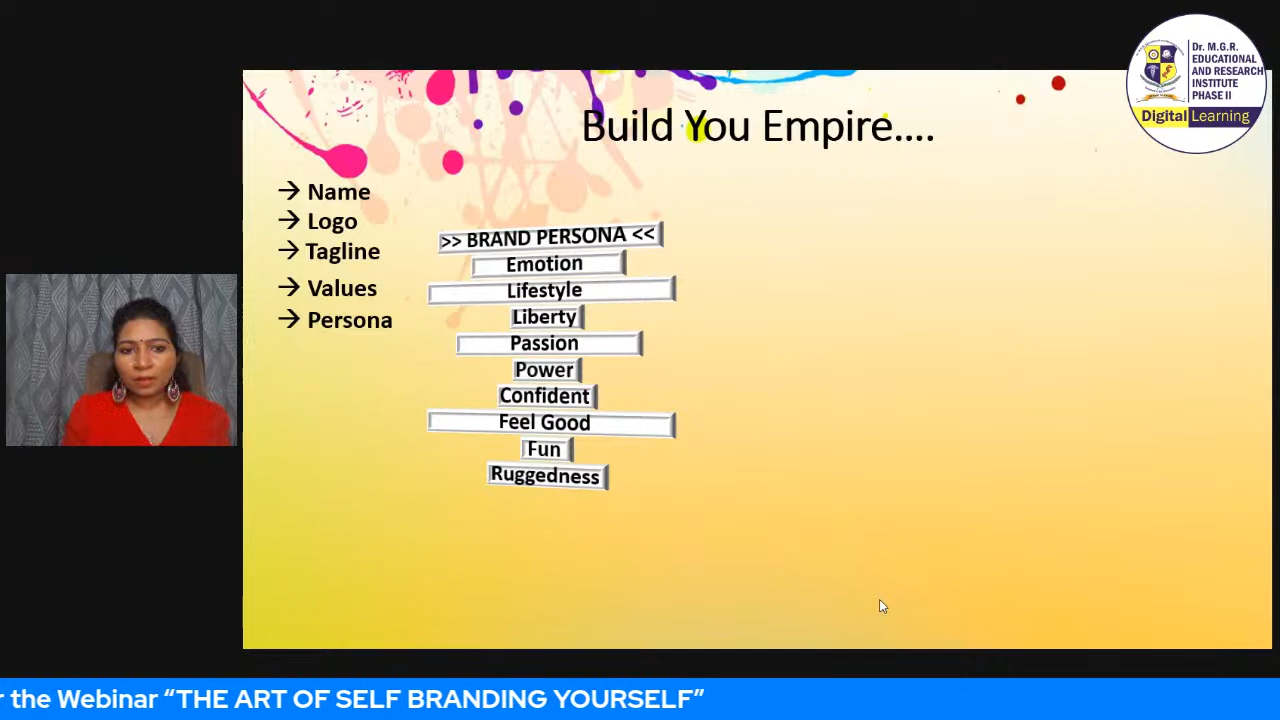 Dr. M.G.R.
EDUCATIONAL
AND RESEARCH
INSTITUTE
PHASE II
Digital Learning
Build You Empire....
→ Name
→ Logo
→ Tagline
→ Values
→ Persona
>> BRAND PERSONA <<
Emotion
Lifestyle
Liberty
Passion
Power
Confident
Feel Good
Fun
Ruggedness
r the Webinar “THE ART OF SELF BRANDING YOURSELF”